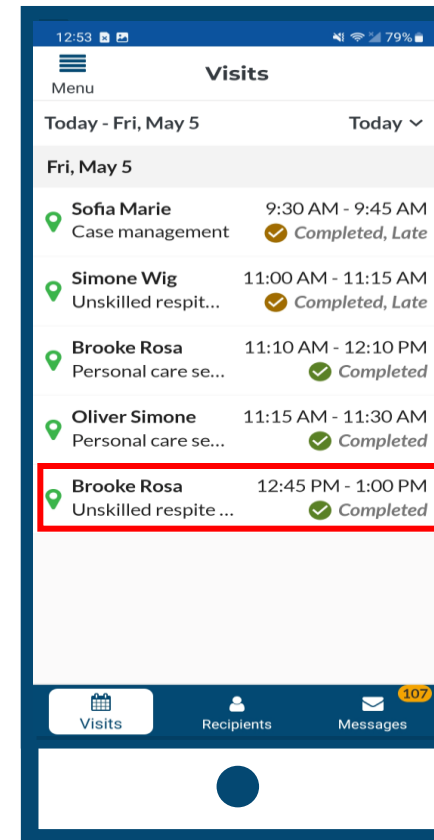 12:53 79%
Menu
Visits
Today - Fri, May 5 Today
Fri, May 5
Sofia Marie 9:30 AM - 9:45 AM
Case management Completed, Late
Simone Wig 11:00 AM - 11:15 AM
Unskilled respit... Completed, Late
Brooke Rosa 11:10 AM - 12:10 PM
Personal care se... Completed
Oliver Simone 11:15 AM - 11:30 AM
Personal care se... Completed
Brooke Rosa 12:45 PM - 1:00 PM
Unskilled respite ... Completed
107
Visits Recipients Messages